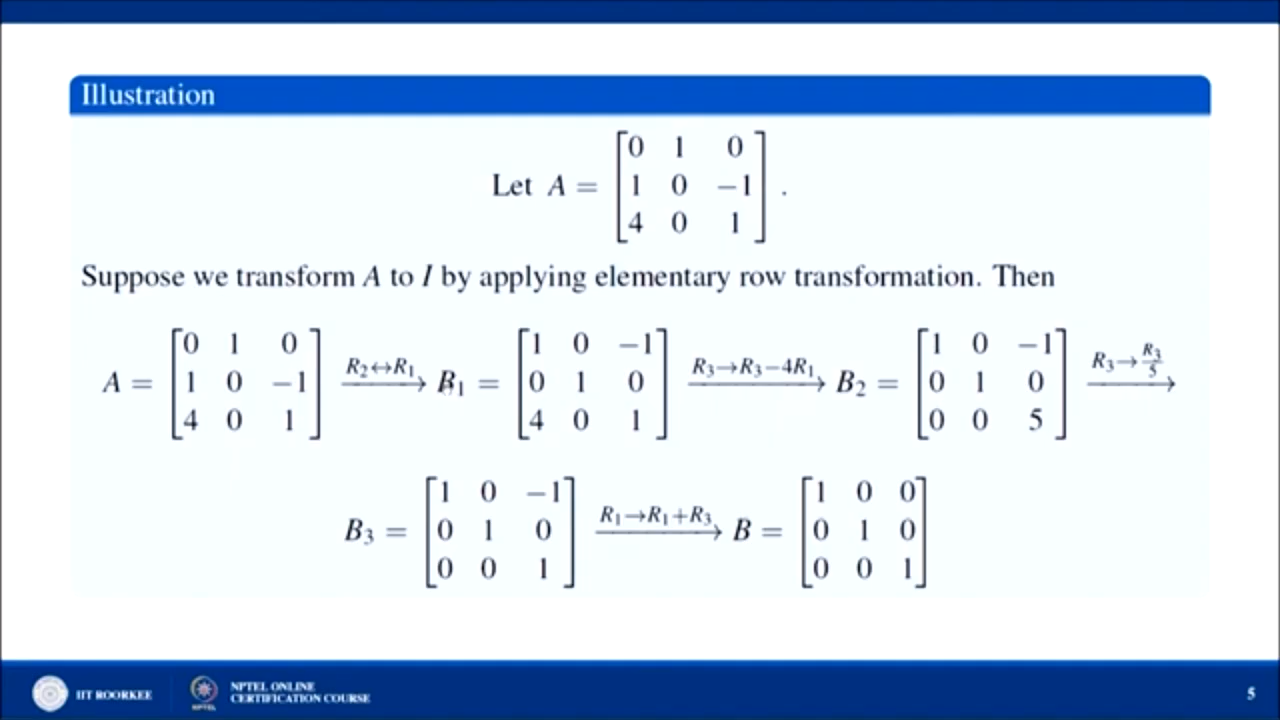 Illustration
Let A = [0 1 0; 1 0 −1; 4 0 1].
Suppose we transform A to I by applying elementary row transformation. Then
A = [0 1 0; 1 0 −1; 4 0 1] R₂↔R₁ → B₁ = [1 0 −1; 0 1 0; 4 0 1] R₃→R₃−4R₁ → B₂ = [1 0 −1; 0 1 0; 0 0 5] R₃→R₃/5 →
B₃ = [1 0 −1; 0 1 0; 0 0 1] R₁→R₁+R₃ → B = [1 0 0; 0 1 0; 0 0 1]
IIT ROORKEE
NPTEL
NPTEL ONLINE
CERTIFICATION COURSE
5